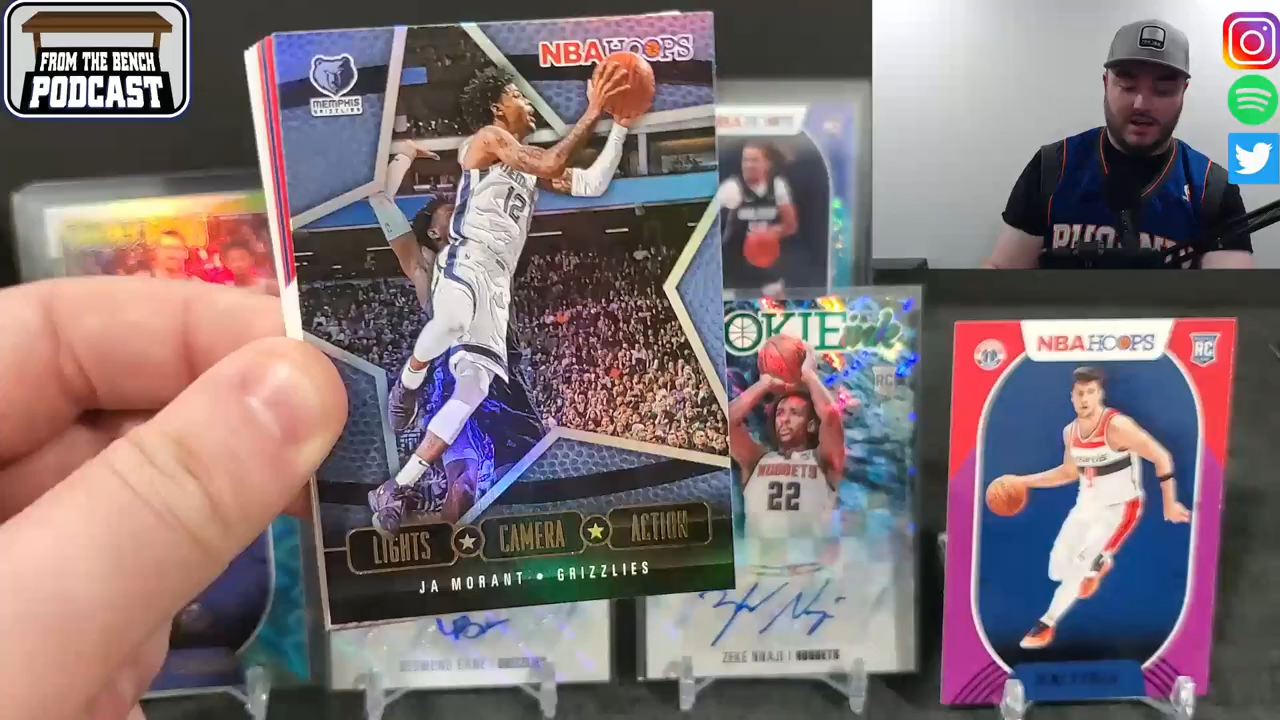 FROM THE BENCH
PODCAST
MEMPHIS
GRIZZLIES
NBA HOOPS
12
LIGHTS CAMERA ACTION
JA MORANT • GRIZZLIES
RC
NUGGETS
22
ZEKE NNAJI | NUGGETS
NBA HOOPS
RC